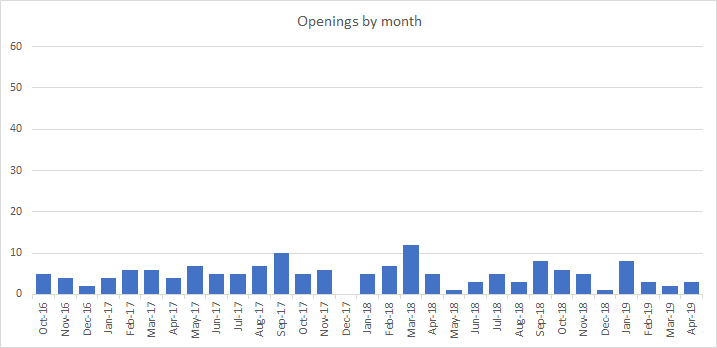 Openings by month
60
50
40
30
20
10
0
Oct-16
Nov-16
Dec-16
Jan-17
Feb-17
Mar-17
Apr-17
May-17
Jun-17
Jul-17
Aug-17
Sep-17
Oct-17
Nov-17
Dec-17
Jan-18
Feb-18
Mar-18
Apr-18
May-18
Jun-18
Jul-18
Aug-18
Sep-18
Oct-18
Nov-18
Dec-18
Jan-19
Feb-19
Mar-19
Apr-19